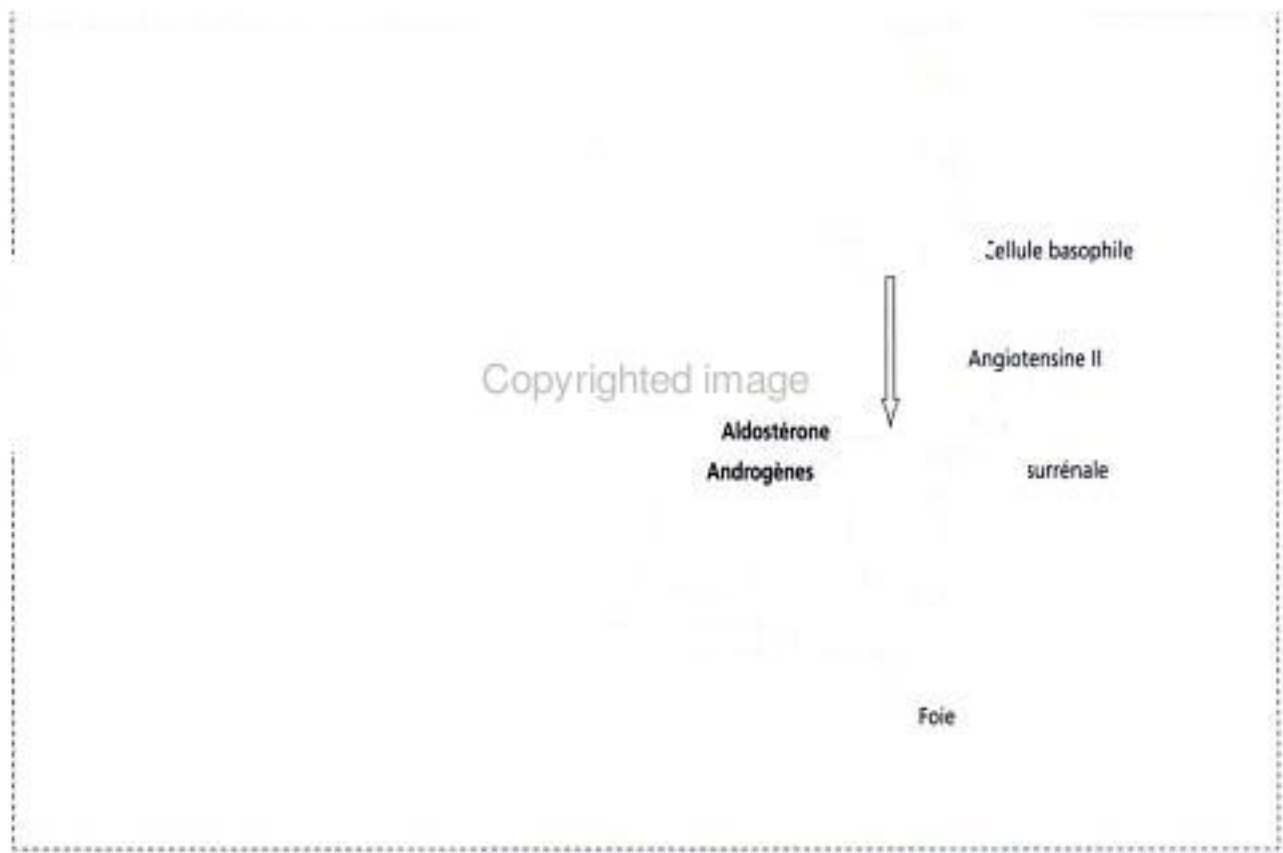 Cellule basophile
Angiotensine II
Copyrighted image
Aldostérone
Androgènes
surrénale
Foie